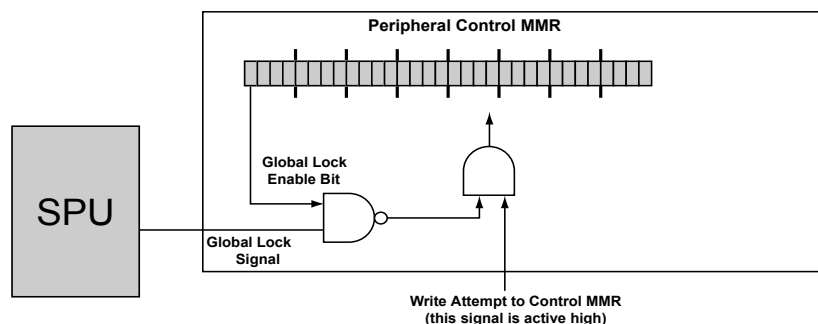 Peripheral Control MMR
Global Lock
Enable Bit
SPU
Global Lock
Signal
Write Attempt to Control MMR
(this signal is active high)